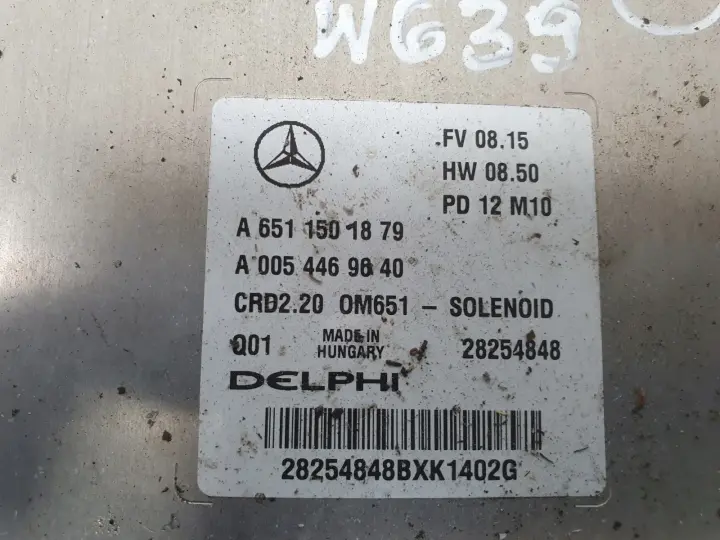 W639
FV 08.15
HW 08.50
PD 12 M10
A 651 150 18 79
A 005 446 96 40
CRD2.20 OM651 - SOLENOID
Q01 MADE IN HUNGARY 28254848
DELPHI
28254848BXK1402G